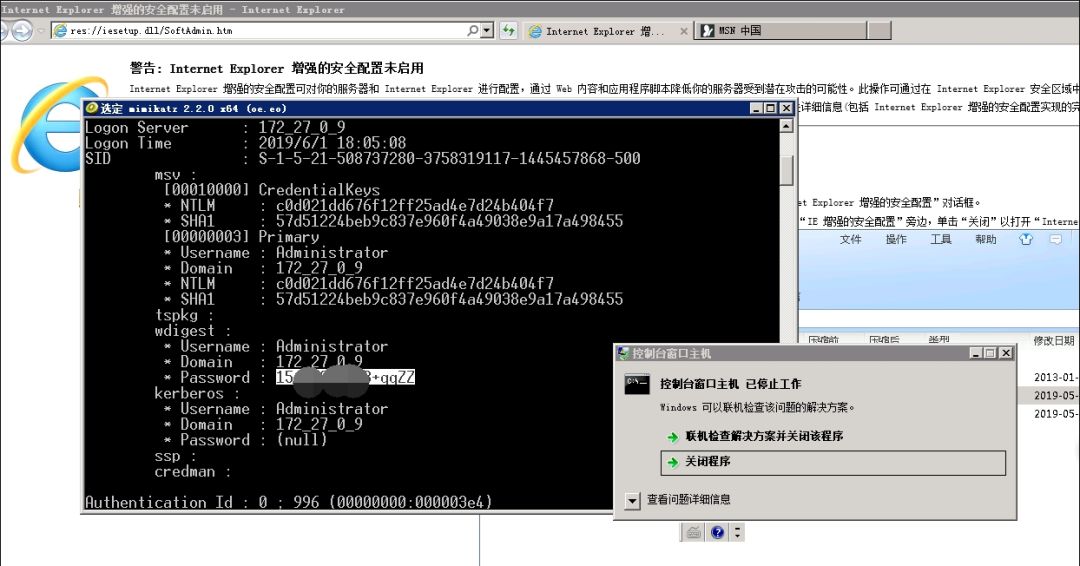 Internet Explorer 增强的安全配置未启用 - Internet Explorer
res://iesetup.dll/SoftAdmin.htm
Internet Explorer 增...
MSN 中国
警告: Internet Explorer 增强的安全配置未启用
Internet Explorer 增强的安全配置可对你的服务器和 Internet Explorer 进行配置，通过 Web 内容和应用程序脚本降低你的服务器受到潜在攻击的可能性。此操作可通过在 Internet Explorer 安全区域中
详细信息(包括 Internet Explorer 增强的安全配置实现的完
选定 mimikatz 2.2.0 x64 (oe.eo)
Logon Server : 172_27_0_9
Logon Time : 2019/6/1 18:05:08
SID : S-1-5-21-508737280-3758319117-1445457868-500
msv :
[00010000] CredentialKeys
* NTLM : c0d021dd676f12ff25ad4e7d24b404f7
* SHA1 : 57d51224beb9c837e960f4a49038e9a17a498455
[00000003] Primary
* Username : Administrator
* Domain : 172_27_0_9
* NTLM : c0d021dd676f12ff25ad4e7d24b404f7
* SHA1 : 57d51224beb9c837e960f4a49038e9a17a498455
tspkg :
wdigest :
* Username : Administrator
* Domain : 172_27_0_9
* Password :
kerberos :
* Username : Administrator
* Domain : 172_27_0_9
* Password : (null)
ssp :
credman :
Authentication Id : 0 ; 996 (00000000:000003e4)
Explorer 增强的安全配置”对话框。
“IE 增强的安全配置”旁边，单击“关闭”以打开“Interne
文件 操作 工具 帮助
压缩前 压缩后 类型 修改日期
2013-01-
2019-05-
2019-05-
控制台窗口主机
控制台窗口主机 已停止工作
Windows 可以联机检查该问题的解决方案。
联机检查解决方案并关闭该程序
关闭程序
查看问题详细信息